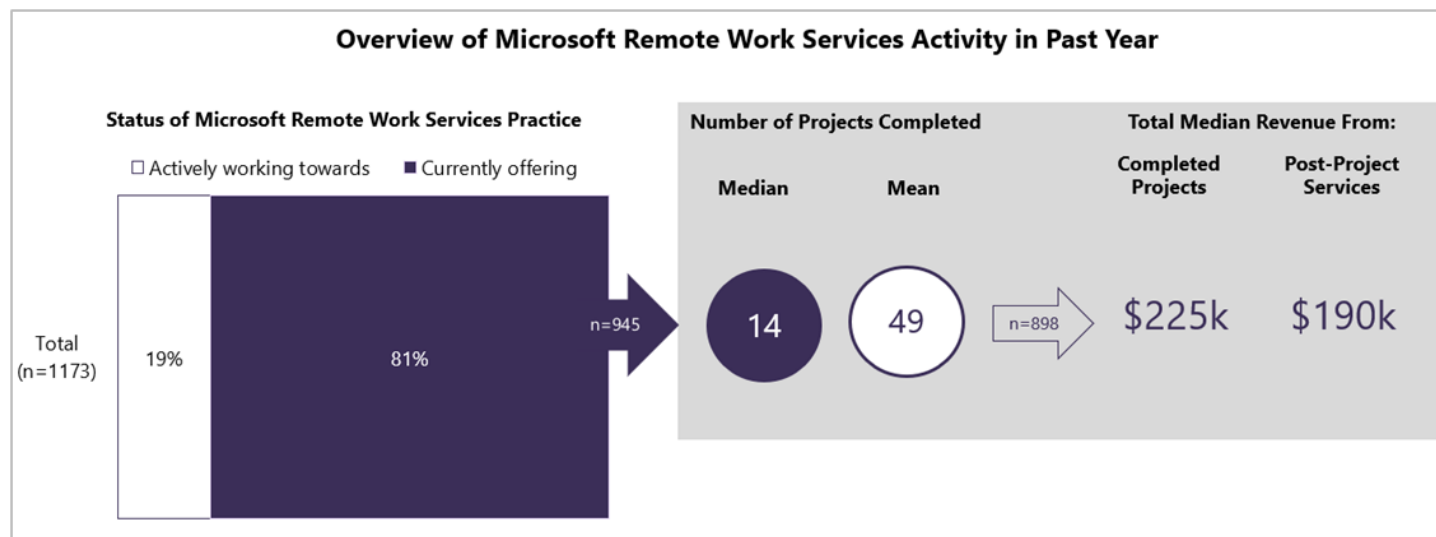 Overview of Microsoft Remote Work Services Activity in Past Year
Status of Microsoft Remote Work Services Practice
Actively working towards
Currently offering
Total
(n=1173)
19%
81%
n=945
Number of Projects Completed
Median
Mean
14
49
n=898
Total Median Revenue From:
Completed
Projects
Post-Project
Services
$225k
$190k